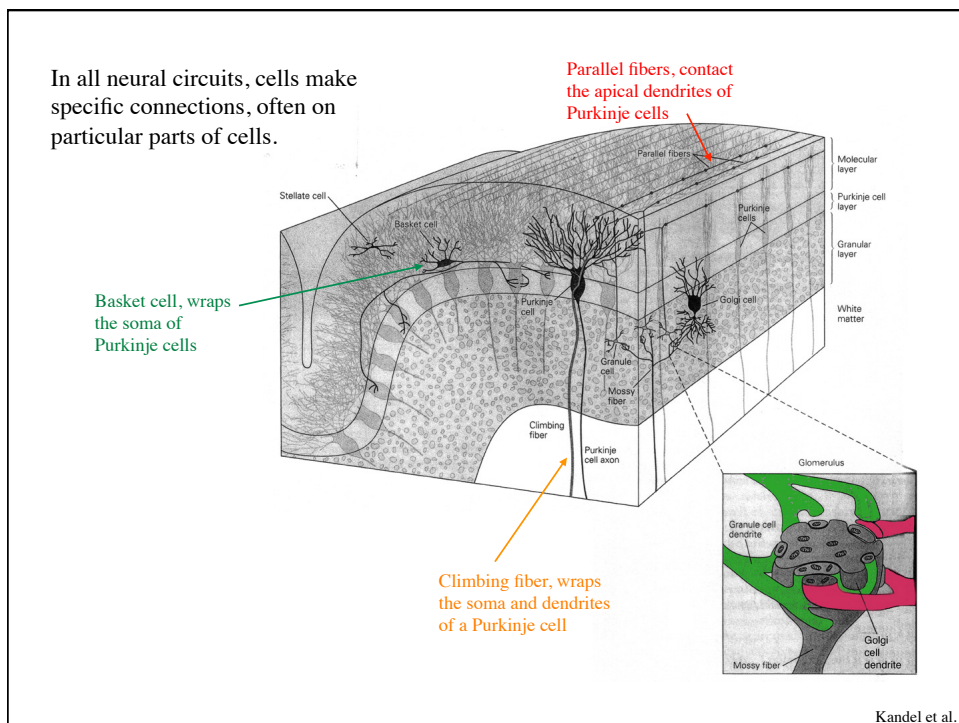 In all neural circuits, cells make
specific connections, often on
particular parts of cells.
Parallel fibers, contact
the apical dendrites of
Purkinje cells
Parallel fibers
Molecular
layer
Purkinje cell
layer
Granular
layer
White
matter
Stellate cell
Basket cell
Purkinje
cells
Basket cell, wraps
the soma of
Purkinje cells
Purkinje
cell
Golgi cell
Granule
cell
Mossy
fiber
Climbing
fiber
Purkinje
cell axon
Climbing fiber, wraps
the soma and dendrites
of a Purkinje cell
Glomerulus
Granule cell
dendrite
Golgi
cell
dendrite
Mossy fiber
Kandel et al.